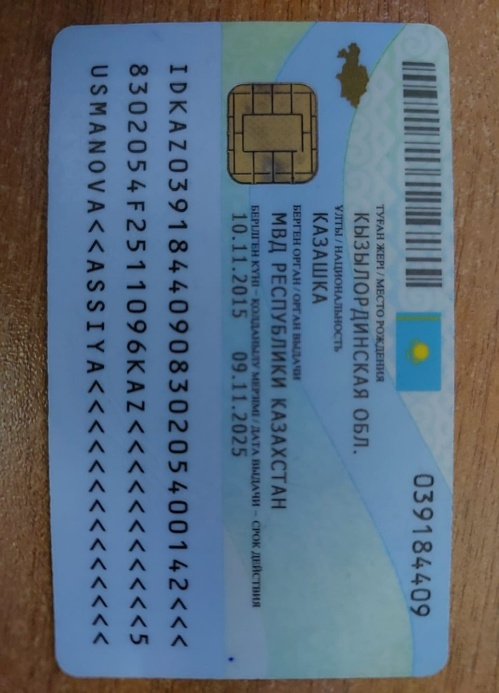 039184409
ТУҒАН ЖЕРІ / МЕСТО РОЖДЕНИЯ
КЫЗЫЛОРДИНСКАЯ ОБЛ.
ҰЛТЫ / НАЦИОНАЛЬНОСТЬ
КАЗАШКА
БЕРГЕН ОРГАН / ОРГАН ВЫДАЧИ
МВД РЕСПУБЛИКИ КАЗАХСТАН
БЕРІЛГЕН КҮНІ - ҚОЛДАНЫЛУ МЕРЗІМІ / ДАТА ВЫДАЧИ - СРОК ДЕЙСТВИЯ
10.11.2015 09.11.2025
IDKAZ0391844090830205400142<<<
8302054F2511096KAZ<<<<<<<<<<<5
USMANOVA<<ASSIYA<<<<<<<<<<<<<<